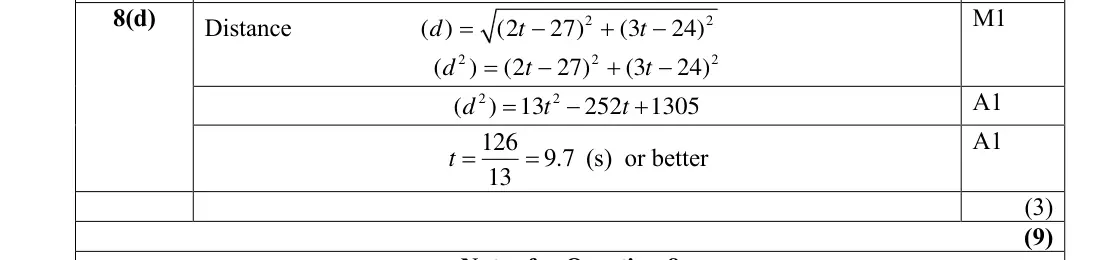 8(d) Distance (d) = √((2t − 27)² + (3t − 24)²) M1
(d²) = (2t − 27)² + (3t − 24)²
(d²) = 13t² − 252t + 1305 A1
t = 126/13 = 9.7 (s) or better A1
(3)
(9)